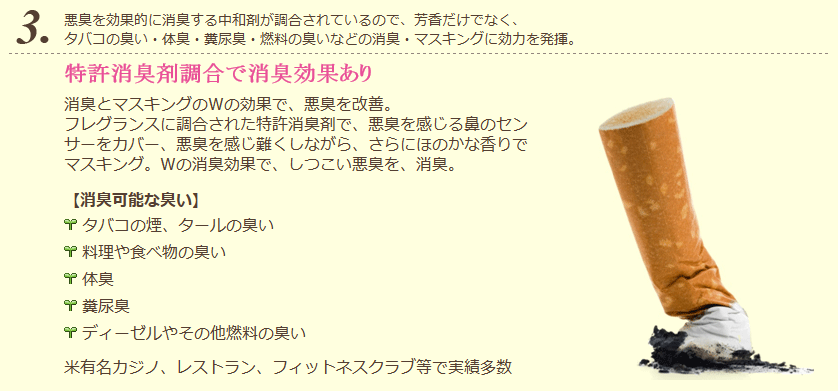 3.
悪臭を効果的に消臭する中和剤が調合されているので、芳香だけでなく、
タバコの臭い・体臭・糞尿臭・燃料の臭いなどの消臭・マスキングに効力を発揮。
特許消臭剤調合で消臭効果あり
消臭とマスキングのWの効果で、悪臭を改善。
フレグランスに調合された特許消臭剤で、悪臭を感じる鼻のセン
サーをカバー、悪臭を感じ難くしながら、さらにほのかな香りで
マスキング。Wの消臭効果で、しつこい悪臭を、消臭。
【消臭可能な臭い】
タバコの煙、タールの臭い
料理や食べ物の臭い
体臭
糞尿臭
ディーゼルやその他燃料の臭い
米有名カジノ、レストラン、フィットネスクラブ等で実績多数